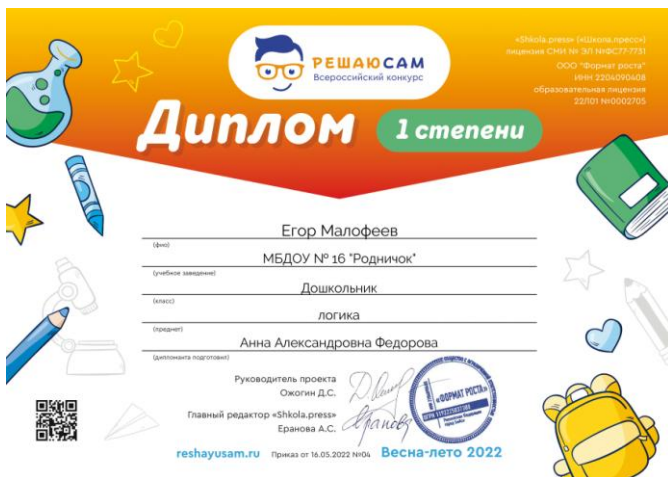 РЕШАЮСАМ
Всероссийский конкурс
«Shkola.press» («Школа.пресс»)
лицензия СМИ № ЭЛ №ФС77-7731
ООО "Формат роста"
ИНН 2204090408
образовательная лицензия
22Л01 №0002705
Диплом
1 степени
Егор Малофеев
(фио)
МБДОУ № 16 "Родничок"
(учебное заведение)
Дошкольник
(класс)
логика
(предмет)
Анна Александровна Федорова
(дипломанта подготовил)
Руководитель проекта
Ожогин Д.С.
Главный редактор «Shkola.press»
Еранова А.С.
«ФОРМАТ РОСТА»
reshayusam.ru Приказ от 16.05.2022 №04 Весна-лето 2022